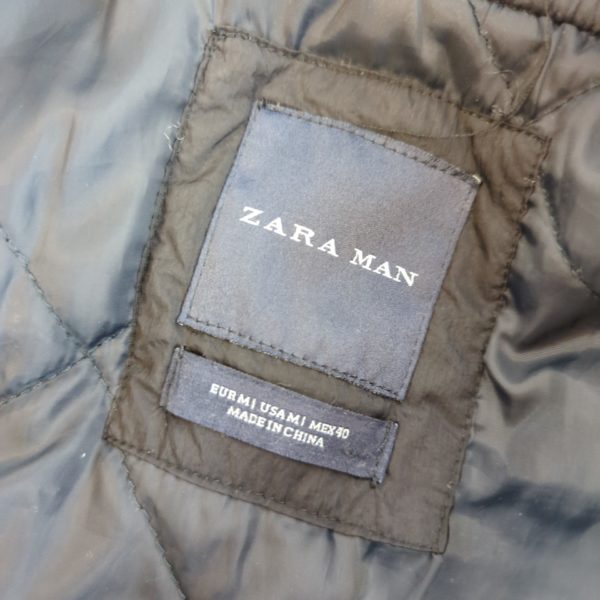 ZARA MAN
EUR M | USA M | MEX 40
MADE IN CHINA